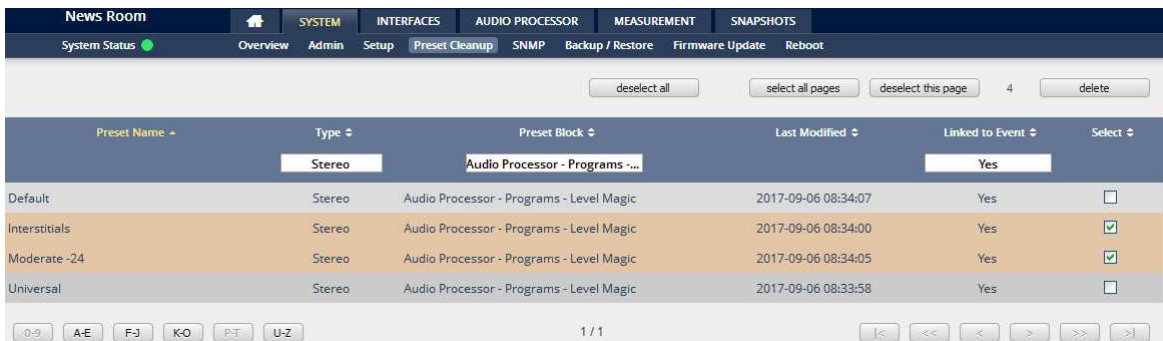 News Room
SYSTEM INTERFACES AUDIO PROCESSOR MEASUREMENT SNAPSHOTS
System Status Overview Admin Setup Preset Cleanup SNMP Backup / Restore Firmware Update Reboot
deselect all select all pages deselect this page 4 delete
Preset Name Type Preset Block Last Modified Linked to Event Select
Stereo Audio Processor - Programs -... Yes
Default Stereo Audio Processor - Programs - Level Magic 2017-09-06 08:34:07 Yes
Interstitials Stereo Audio Processor - Programs - Level Magic 2017-09-06 08:34:00 Yes
Moderate -24 Stereo Audio Processor - Programs - Level Magic 2017-09-06 08:34:05 Yes
Universal Stereo Audio Processor - Programs - Level Magic 2017-09-06 08:33:58 Yes
0-9 A-E F-J K-O P-T U-Z 1 / 1 |< << < > >> >|